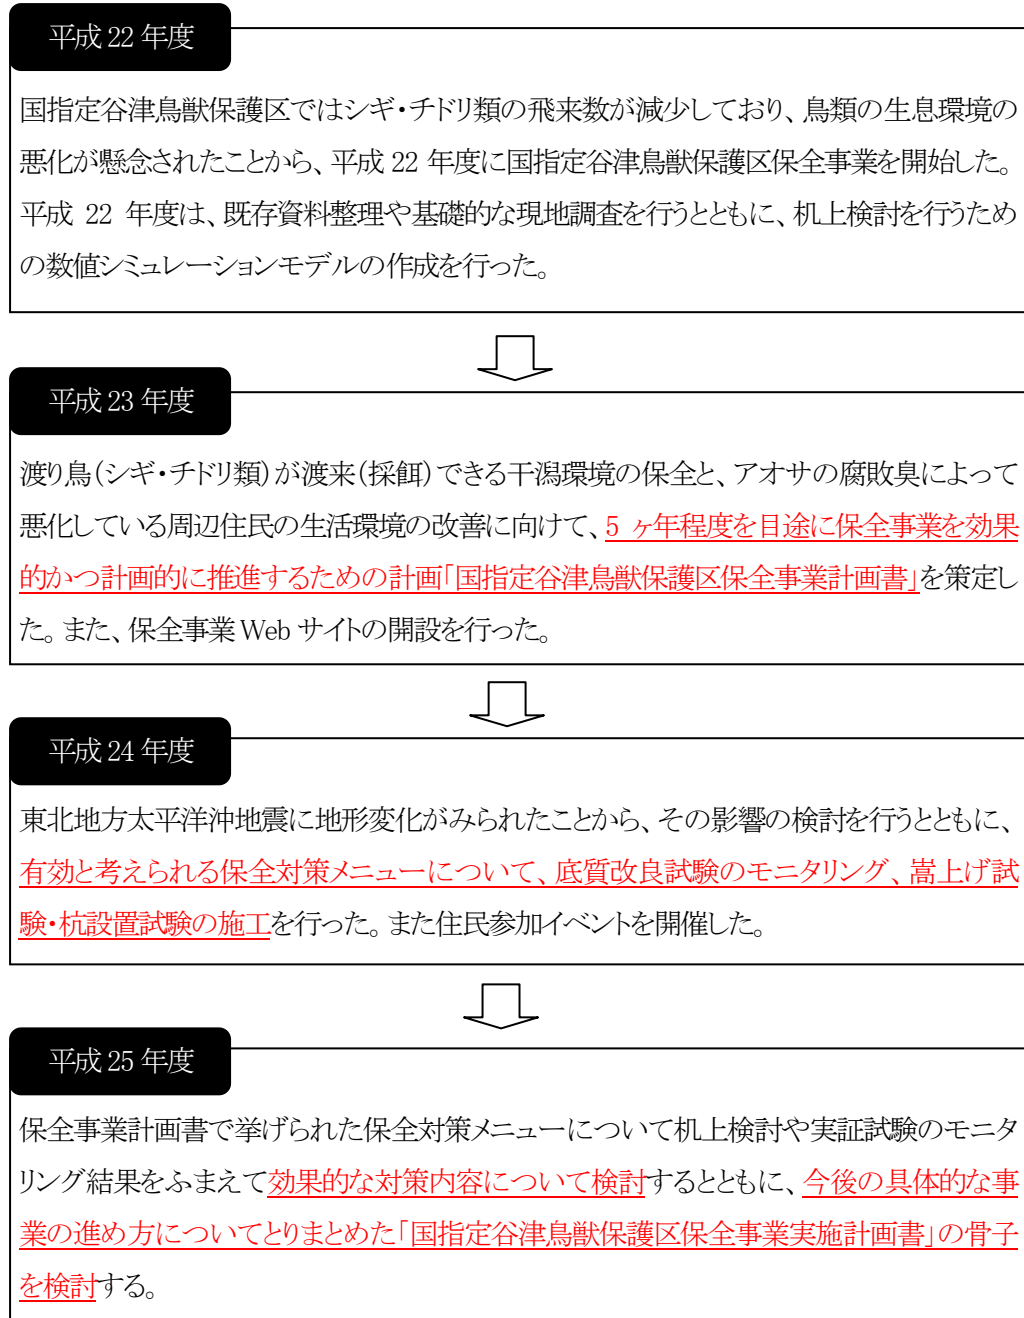 平成 22 年度
国指定谷津鳥獣保護区ではシギ・チドリ類の飛来数が減少しており、鳥類の生息環境の
悪化が懸念されたことから、平成 22 年度に国指定谷津鳥獣保護区保全事業を開始した。
平成 22 年度は、既存資料整理や基礎的な現地調査を行うとともに、机上検討を行うため
の数値シミュレーションモデルの作成を行った。
平成 23 年度
渡り鳥(シギ・チドリ類)が渡来(採餌)できる干潟環境の保全と、アオサの腐敗臭によって
悪化している周辺住民の生活環境の改善に向けて、5 ヶ年程度を目途に保全事業を効果
的かつ計画的に推進するための計画「国指定谷津鳥獣保護区保全事業計画書」を策定し
た。また、保全事業 Web サイトの開設を行った。
平成 24 年度
東北地方太平洋沖地震に地形変化がみられたことから、その影響の検討を行うとともに、
有効と考えられる保全対策メニューについて、底質改良試験のモニタリング、嵩上げ試
験・杭設置試験の施工を行った。また住民参加イベントを開催した。
平成 25 年度
保全事業計画書で挙げられた保全対策メニューについて机上検討や実証試験のモニタ
リング結果をふまえて効果的な対策内容について検討するとともに、今後の具体的な事
業の進め方についてとりまとめた「国指定谷津鳥獣保護区保全事業実施計画書」の骨子
を検討する。